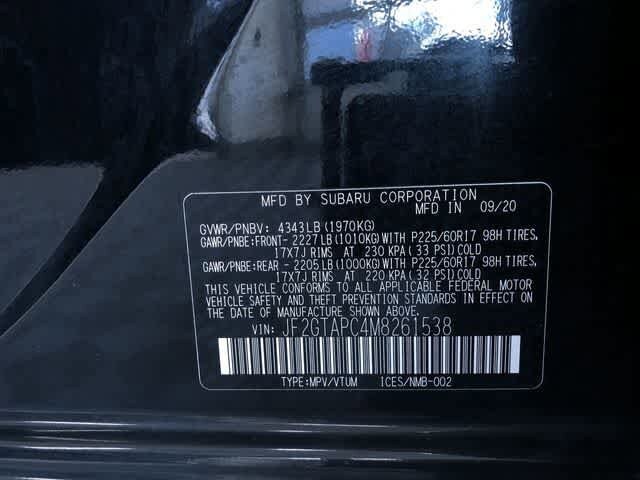 MFD BY SUBARU CORPORATION
MFD IN 09/20
GVWR/PNBV: 4343LB (1970KG)
GAWR/PNBE:FRONT- 2227LB(1010KG)WITH P225/60R17 98H TIRES,
17X7J RIMS AT 230 KPA (33 PSI)COLD
GAWR/PNBE:REAR - 2205LB(1000KG)WITH P225/60R17 98H TIRES,
17X7J RIMS AT 220 KPA (32 PSI)COLD
THIS VEHICLE CONFORMS TO ALL APPLICABLE FEDERAL MOTOR
VEHICLE SAFETY AND THEFT PREVENTION STANDARDS IN EFFECT ON
THE DATE OF MANUFACTURE SHOWN ABOVE.
VIN: JF2GTAPC4M8261538
TYPE:MPV/VTUM ICES/NMB-002